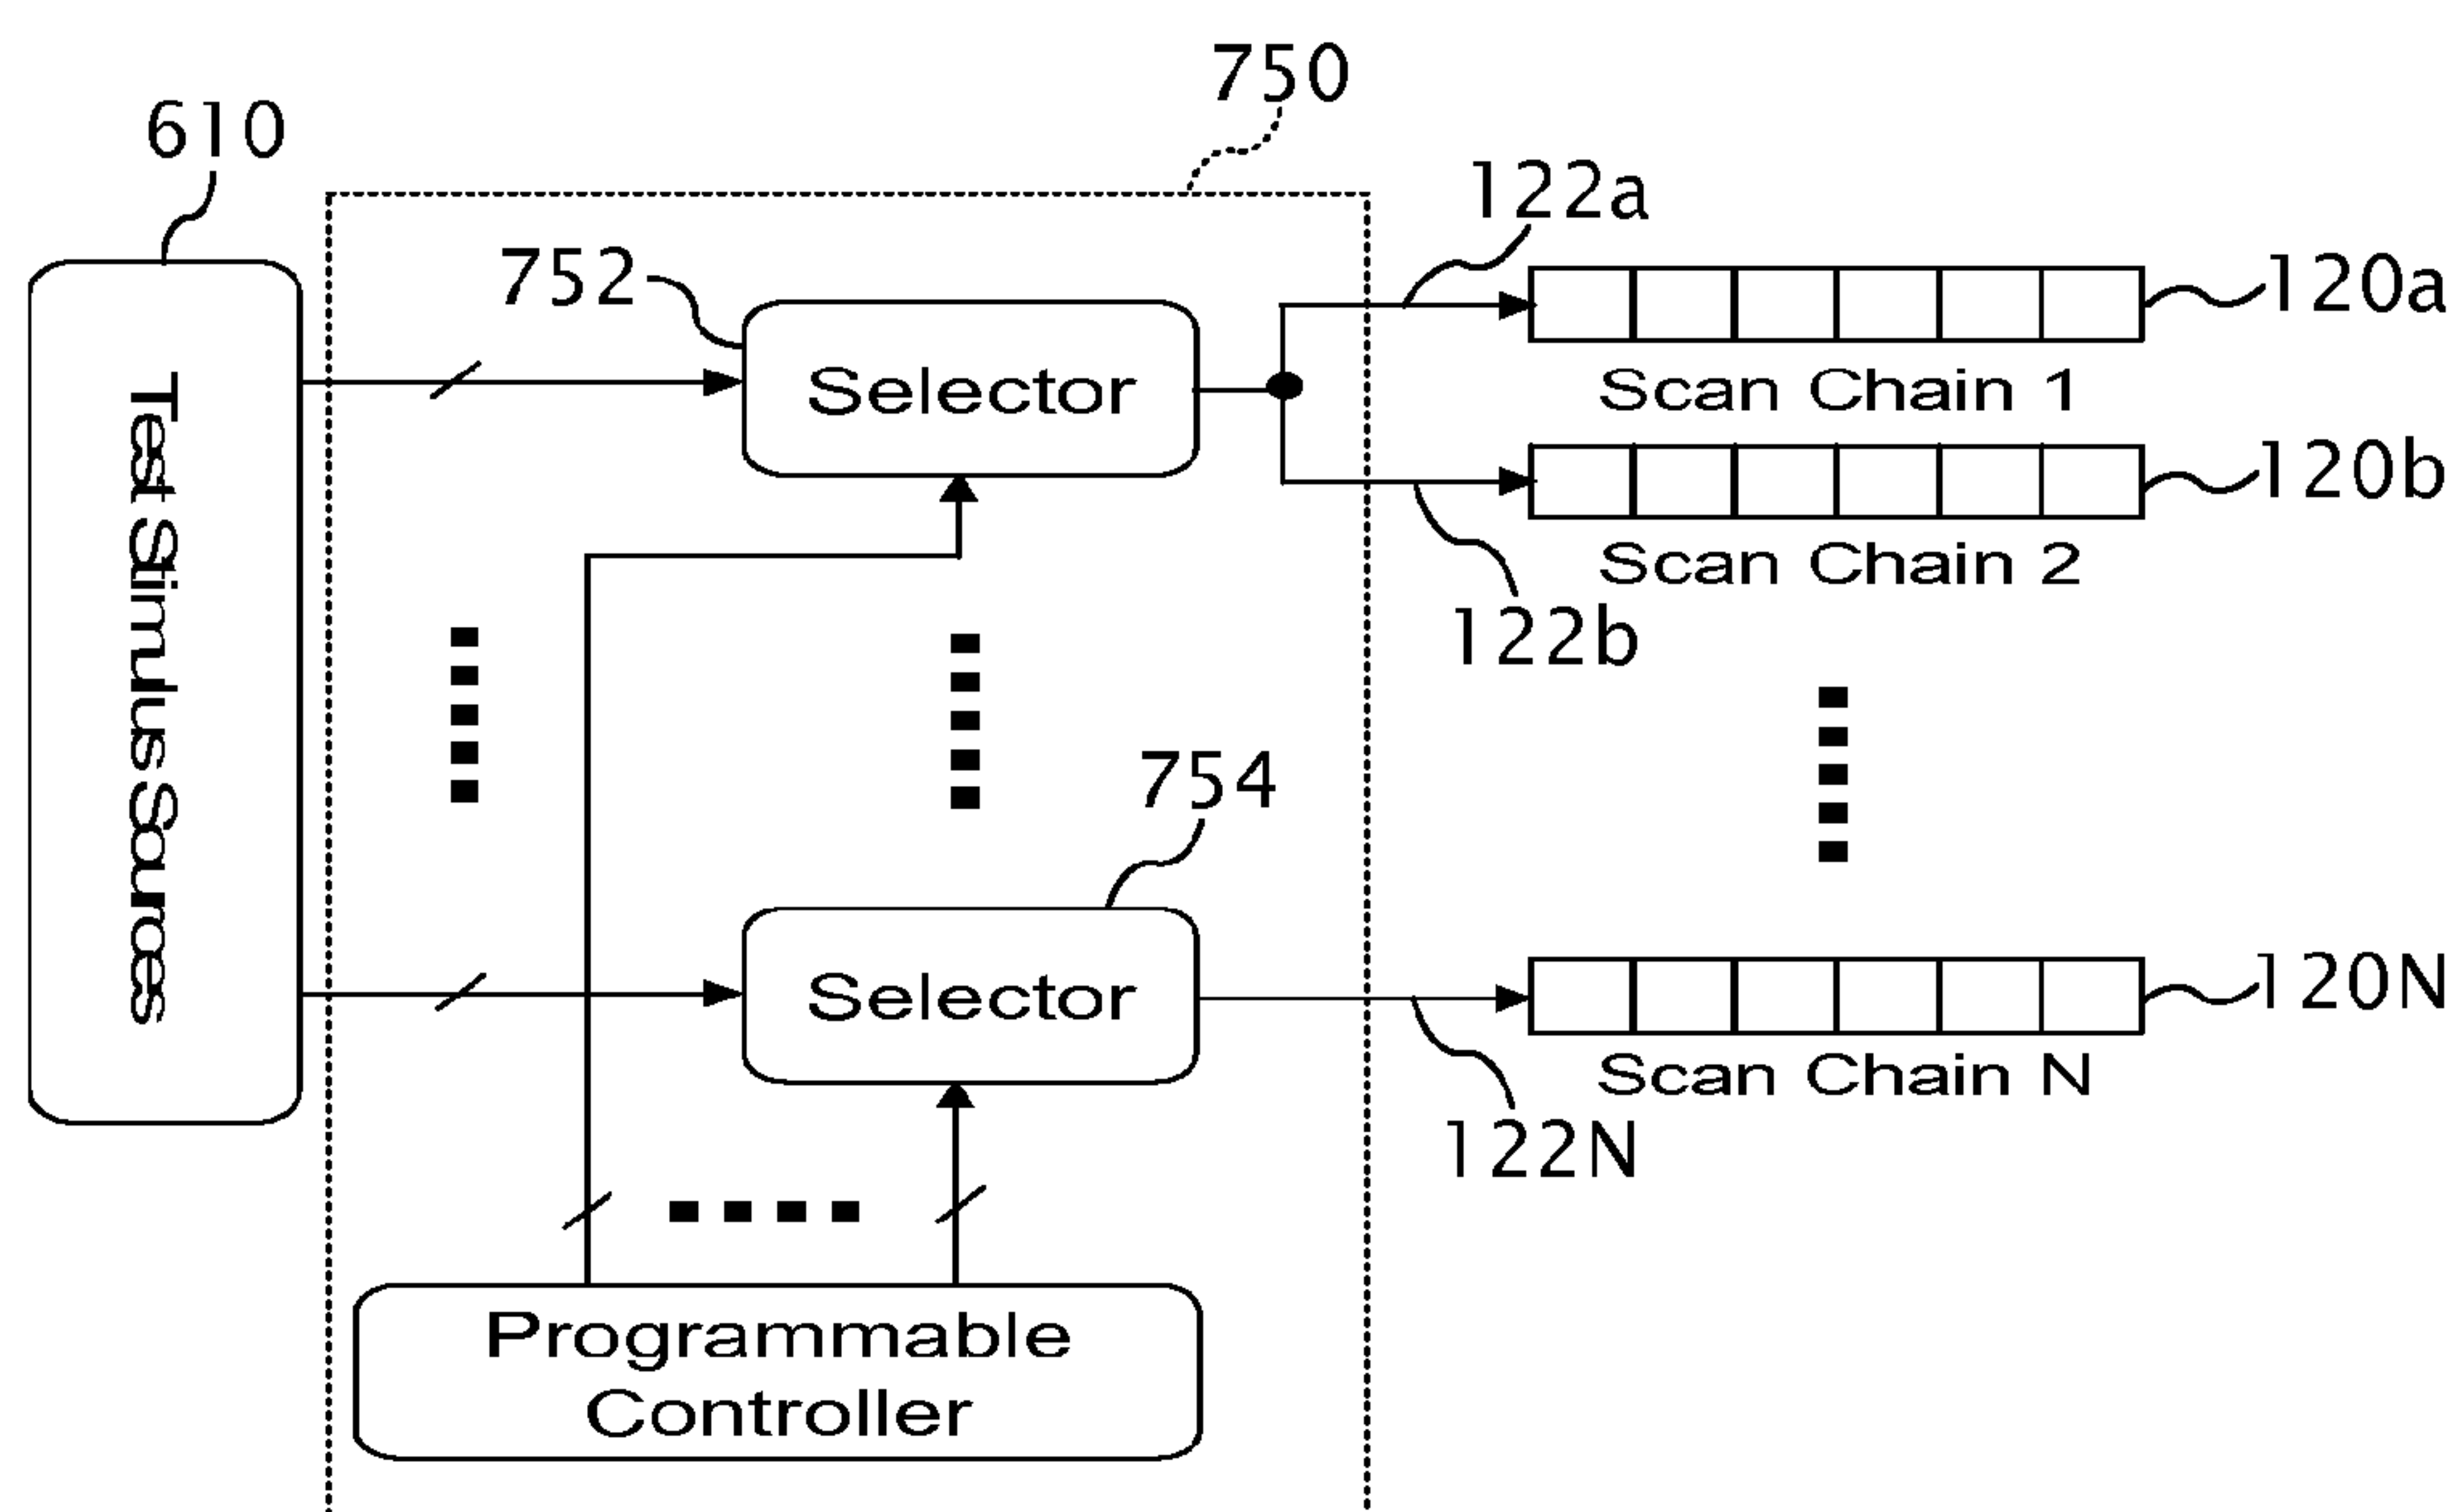 750
610
122a
752
120a
Selector
Scan Chain 1
120b
Scan Chain 2
122b
Test Stimulus Sources
754
Selector
120N
Scan Chain N
122N
Programmable
Controller